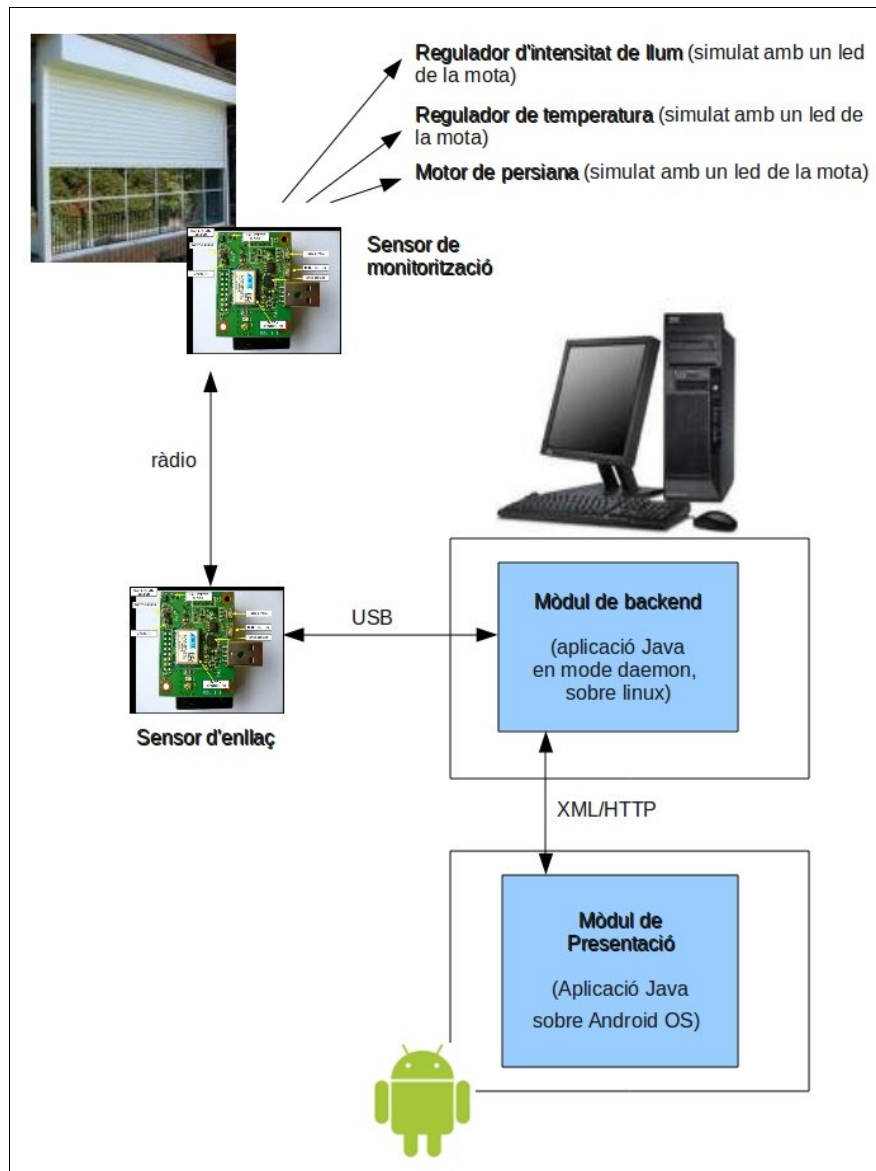 Regulador d'intensitat de llum (simulat amb un led
de la mota)
Regulador de temperatura (simulat amb un led de
la mota)
Motor de persiana (simulat amb un led de la mota)
Sensor de
monitorització
ràdio
USB
Sensor d'enllaç
Mòdul de backend
(aplicació Java
en mode daemon,
sobre linux)
XML/HTTP
Mòdul de
Presentació
(Aplicació Java
sobre Android OS)